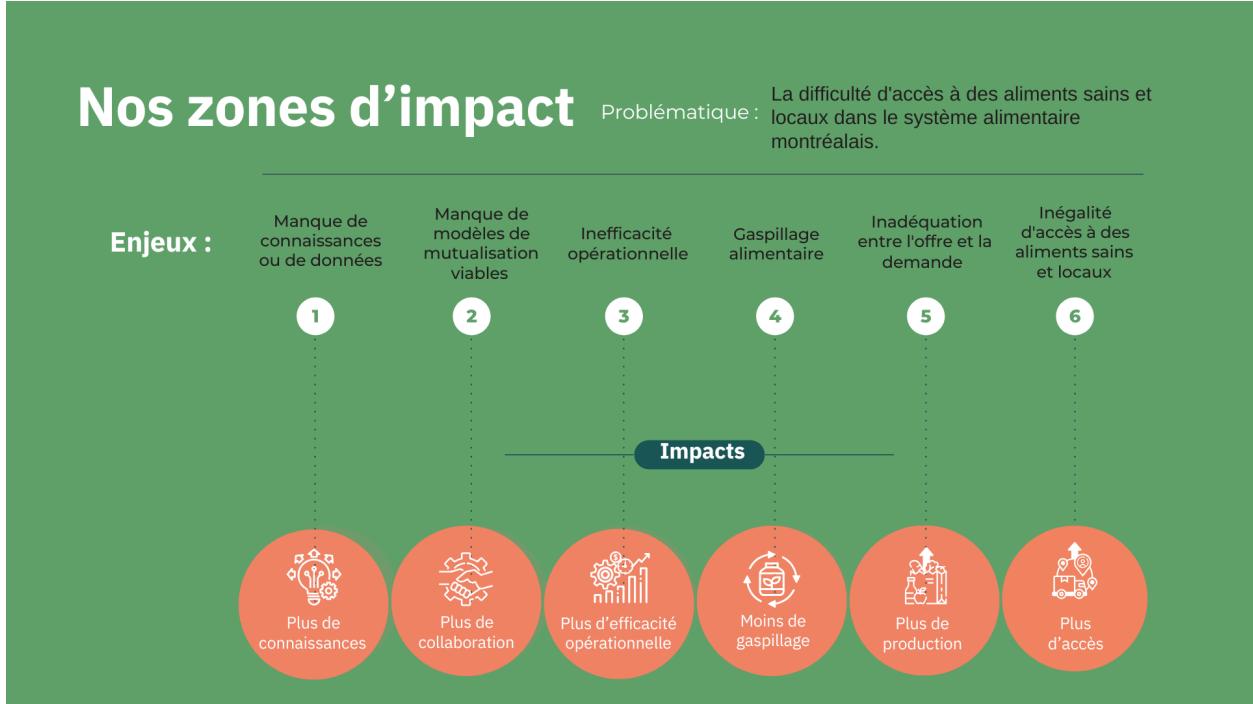 Nos zones d’impact
Problématique :
La difficulté d'accès à des aliments sains et
locaux dans le système alimentaire
montréalais.
Enjeux :
Manque de
connaissances
ou de données
Manque de
modèles de
mutualisation
viables
Inefficacité
opérationnelle
Gaspillage
alimentaire
Inadéquation
entre l'offre et la
demande
Inégalité
d'accès à des
aliments sains
et locaux
1
2
3
4
5
6
Impacts
Plus de
connaissances
Plus de
collaboration
Plus d’efficacité
opérationnelle
Moins de
gaspillage
Plus de
production
Plus
d’accès